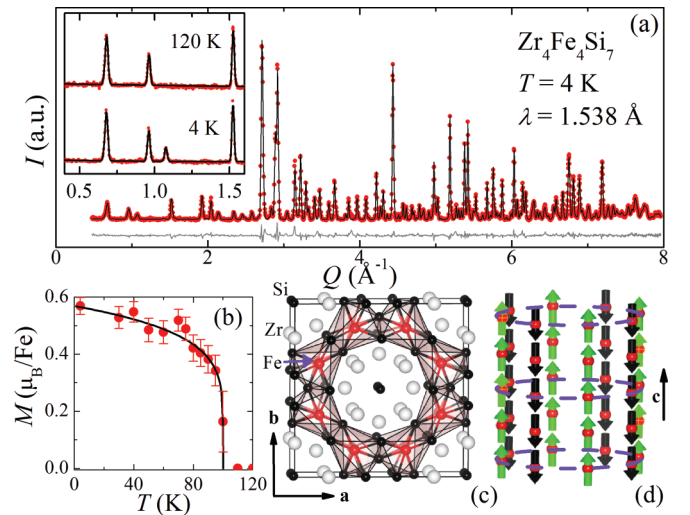 (a)
120 K
4 K
0.5 1.0 1.5
Zr₄Fe₄Si₇
T = 4 K
λ = 1.538 Å
I (a.u.)
0 2 4 6 8
Q (Å⁻¹)
(b)
M (μ_B/Fe)
0.6
0.4
0.2
0.0
0 40 80 120
T (K)
Si
Zr
Fe
b
a
(c)
c
(d)